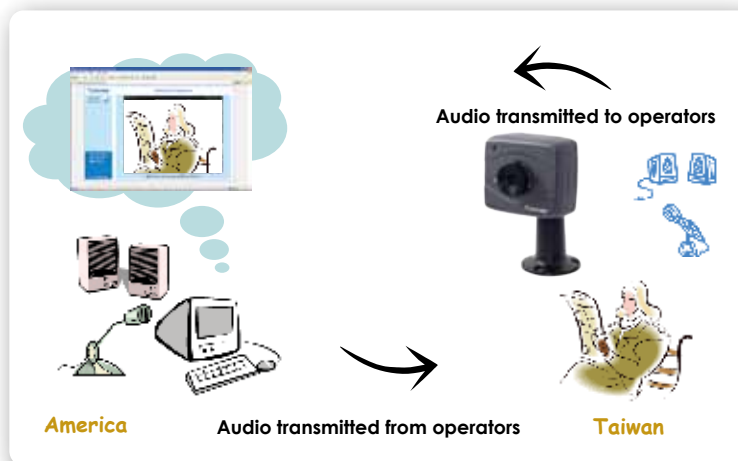 Audio transmitted to operators
America
Audio transmitted from operators
Taiwan